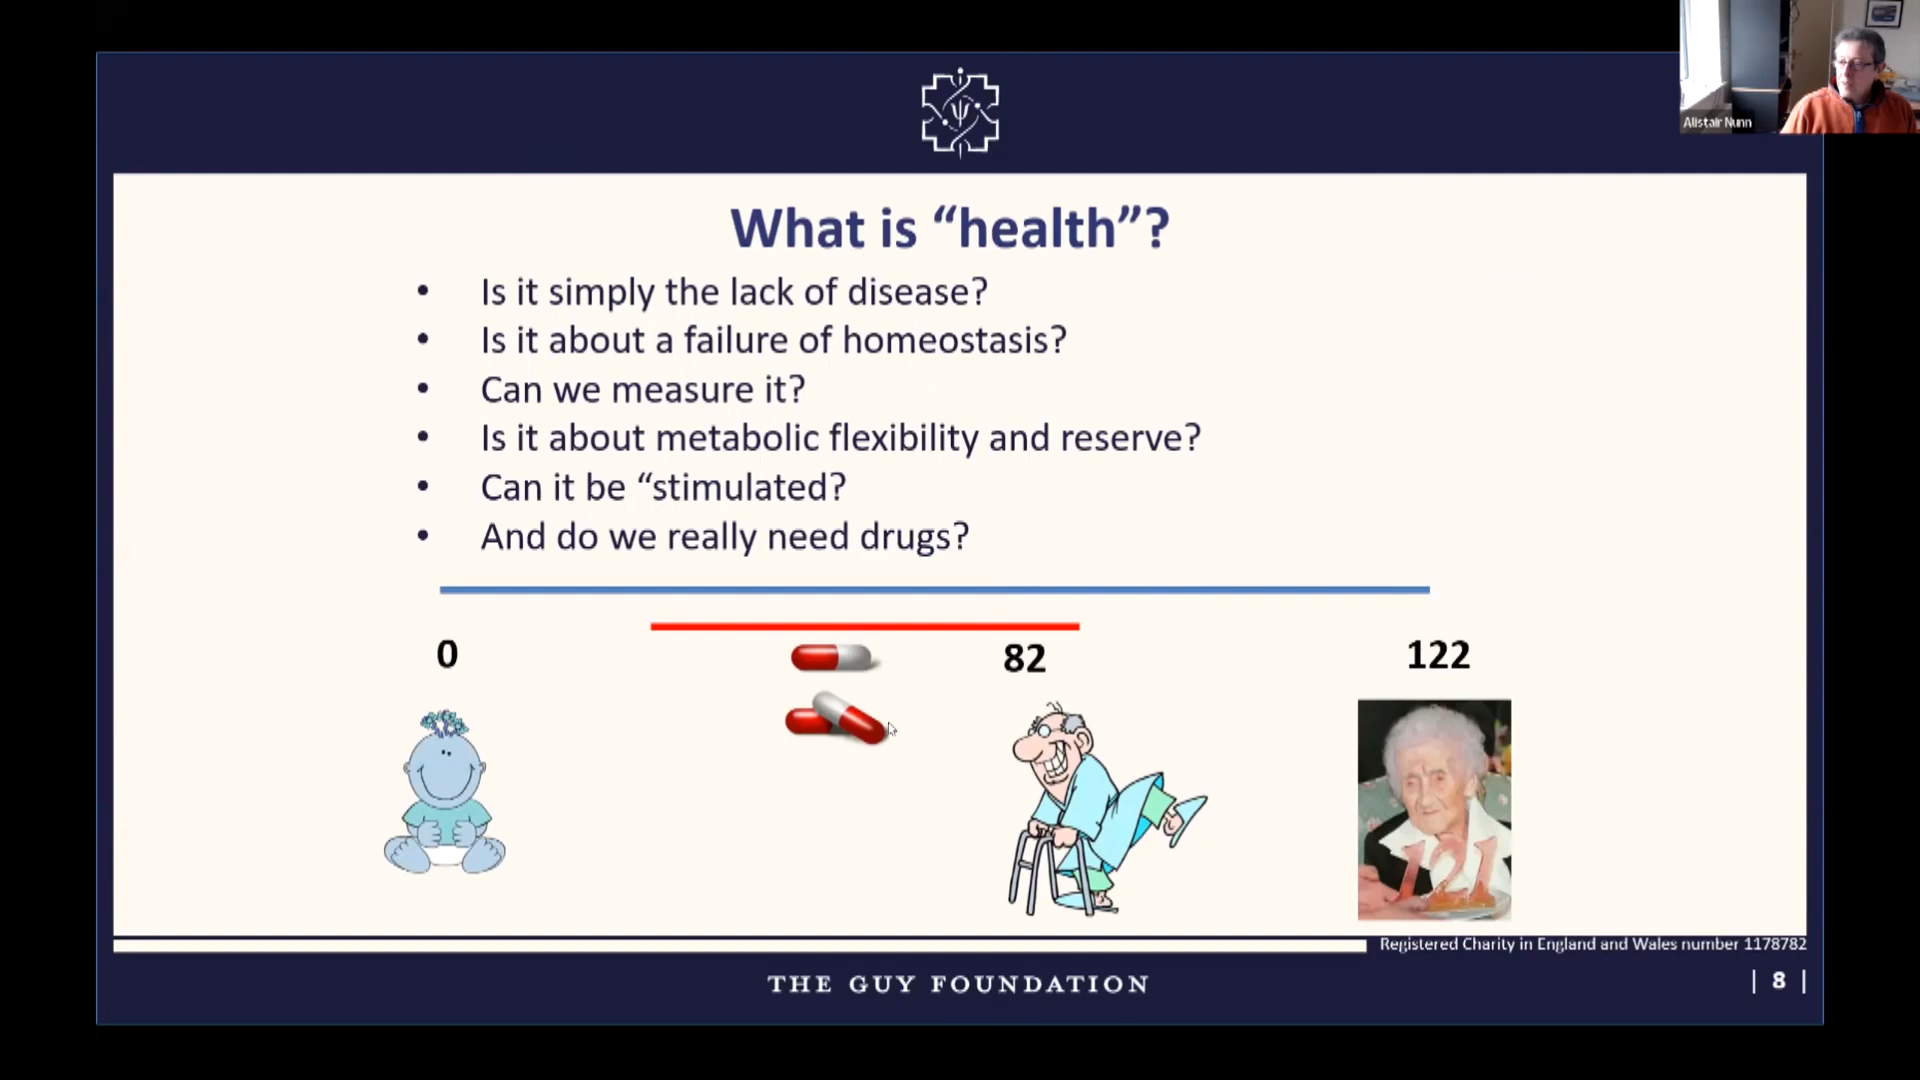 Alistair Nunn
What is “health”?
• Is it simply the lack of disease?
• Is it about a failure of homeostasis?
• Can we measure it?
• Is it about metabolic flexibility and reserve?
• Can it be “stimulated?
• And do we really need drugs?
0
82
122
121
Registered Charity in England and Wales number 1178782
THE GUY FOUNDATION
| 8 |